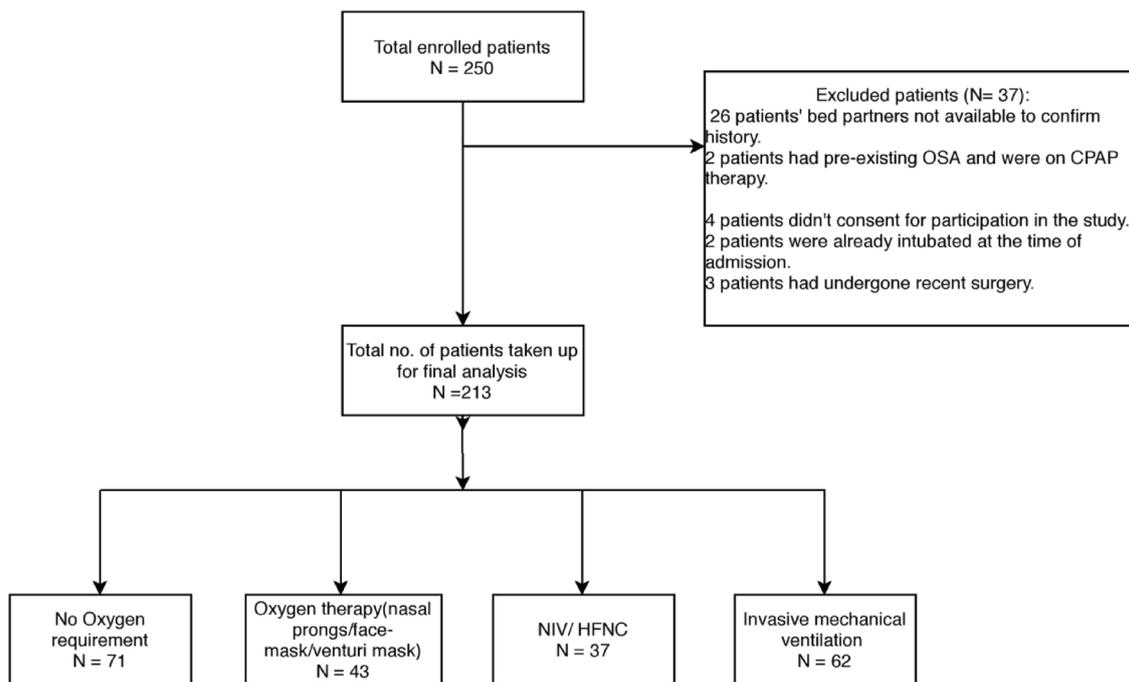 Total enrolled patients
N = 250
Excluded patients (N= 37):
26 patients' bed partners not available to confirm
history.
2 patients had pre-existing OSA and were on CPAP
therapy.
4 patients didn't consent for participation in the study.
2 patients were already intubated at the time of
admission.
3 patients had undergone recent surgery.
Total no. of patients taken up
for final analysis
N =213
No Oxygen
requirement
N = 71
Oxygen therapy(nasal
prongs/face-
mask/venturi mask)
N = 43
NIV/ HFNC
N = 37
Invasive mechanical
ventilation
N = 62